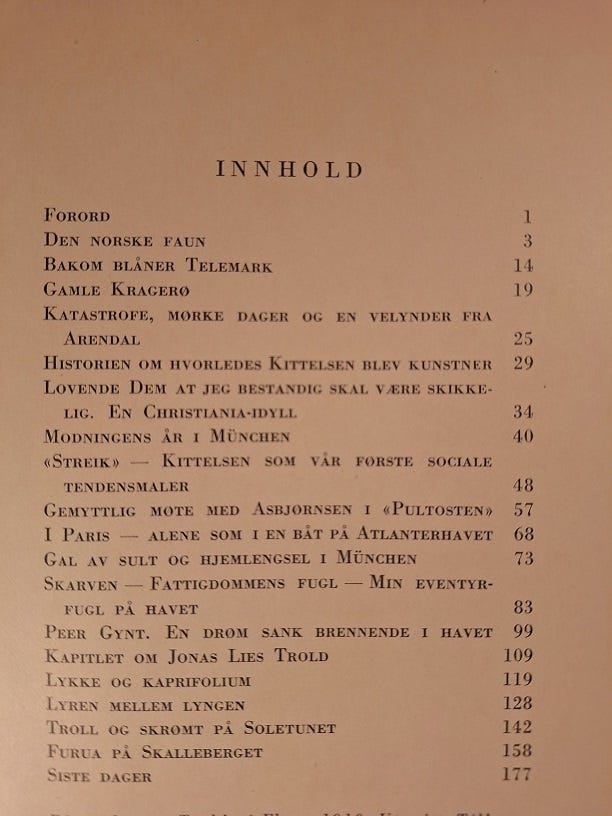 INNHOLD
FORORD 1
DEN NORSKE FAUN 3
BAKOM BLÅNER TELEMARK 14
GAMLE KRAGERØ 19
KATASTROFE, MØRKE DAGER OG EN VELYNDER FRA
ARENDAL 25
HISTORIEN OM HVORLEDES KITTELSEN BLEV KUNSTNER 29
LOVENDE DEM AT JEG BESTANDIG SKAL VÆRE SKIKKE-
LIG. EN CHRISTIANIA-IDYLL 34
MODNINGENS ÅR I MÜNCHEN 40
«STREIK» — KITTELSEN SOM VÅR FØRSTE SOCIALE
TENDENSMALER 48
GEMYTTLIG MØTE MED ASBJØRNSEN I «PULTOSTEN» 57
I PARIS — ALENE SOM I EN BÅT PÅ ATLANTERHAVET 68
GAL AV SULT OG HJEMLENGSEL I MÜNCHEN 73
SKARVEN — FATTIGDOMMENS FUGL — MIN EVENTYR-
FUGL PÅ HAVET 83
PEER GYNT. EN DRØM SANK BRENNENDE I HAVET 99
KAPITLET OM JONAS LIES TROLD 109
LYKKE OG KAPRIFOLIUM 119
LYREN MELLEM LYNGEN 128
TROLL OG SKRØMT PÅ SOLETUNET 142
FURUA PÅ SKALLEBERGET 158
SISTE DAGER 177